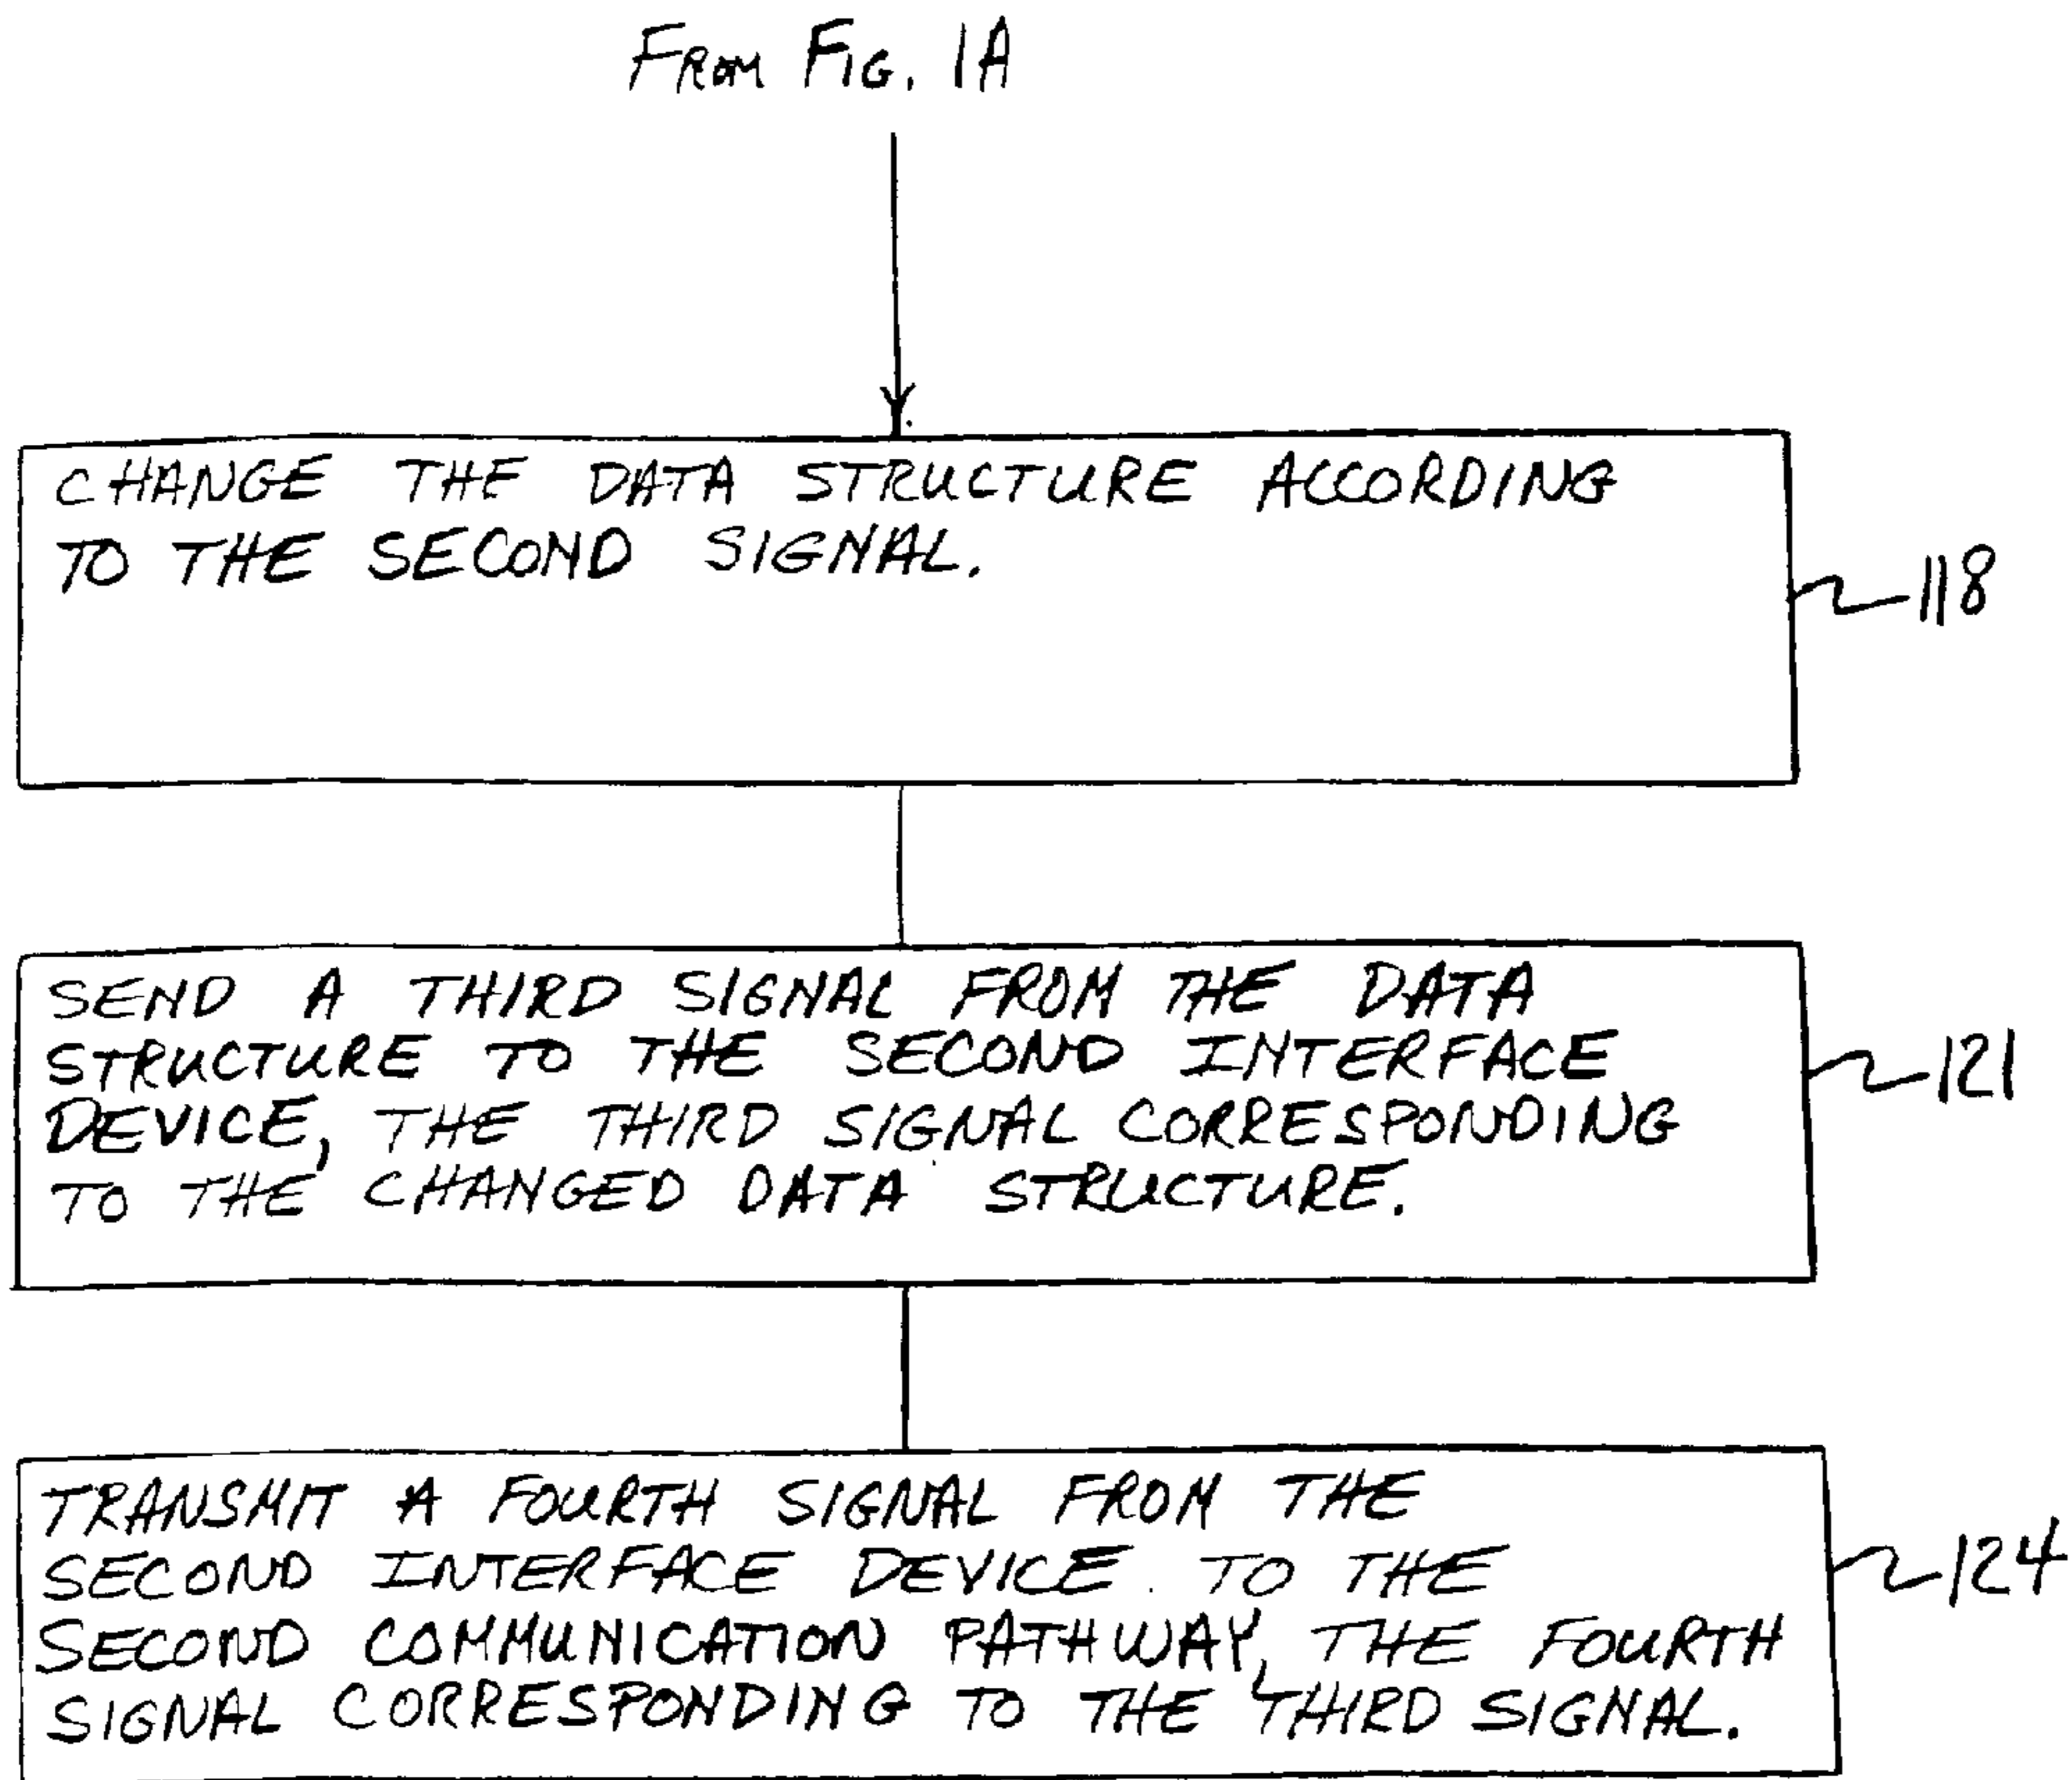 FROM FIG. 1A
CHANGE THE DATA STRUCTURE ACCORDING
TO THE SECOND SIGNAL.
118
SEND A THIRD SIGNAL FROM THE DATA
STRUCTURE TO THE SECOND INTERFACE
DEVICE, THE THIRD SIGNAL CORRESPONDING
TO THE CHANGED DATA STRUCTURE.
121
TRANSMIT A FOURTH SIGNAL FROM THE
SECOND INTERFACE DEVICE TO THE
SECOND COMMUNICATION PATHWAY, THE FOURTH
SIGNAL CORRESPONDING TO THE THIRD SIGNAL.
124